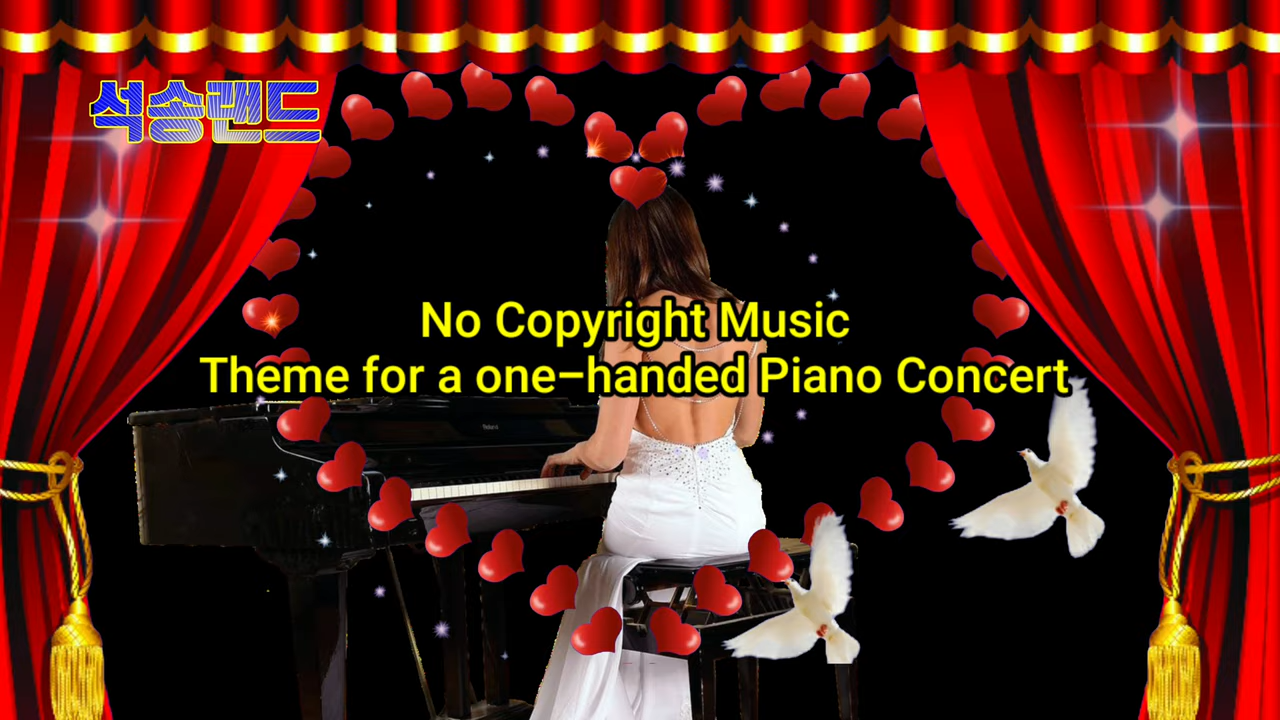 석송랜드
No Copyright Music
Theme for a one-handed Piano Concert